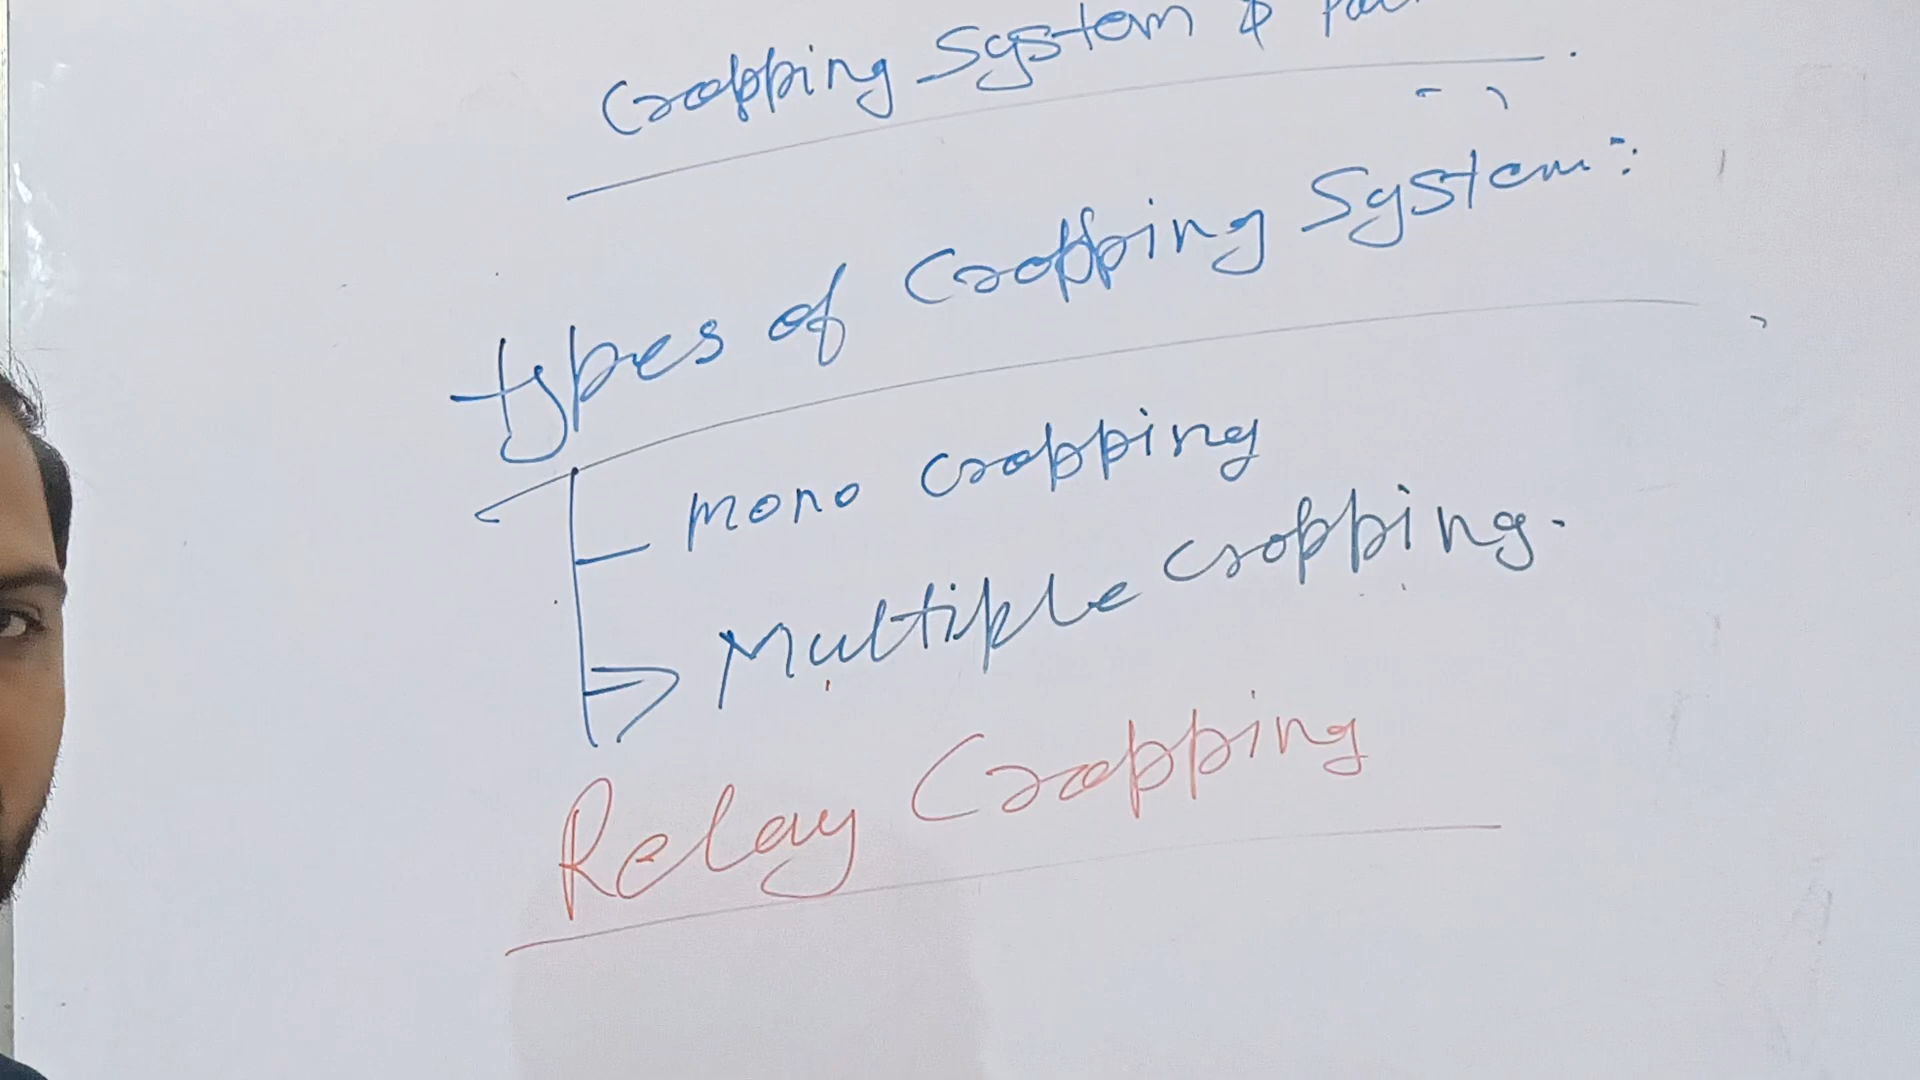 Cropping System &
Types of Cropping System:
Mono Cropping
Multiple Cropping.
Relay Cropping